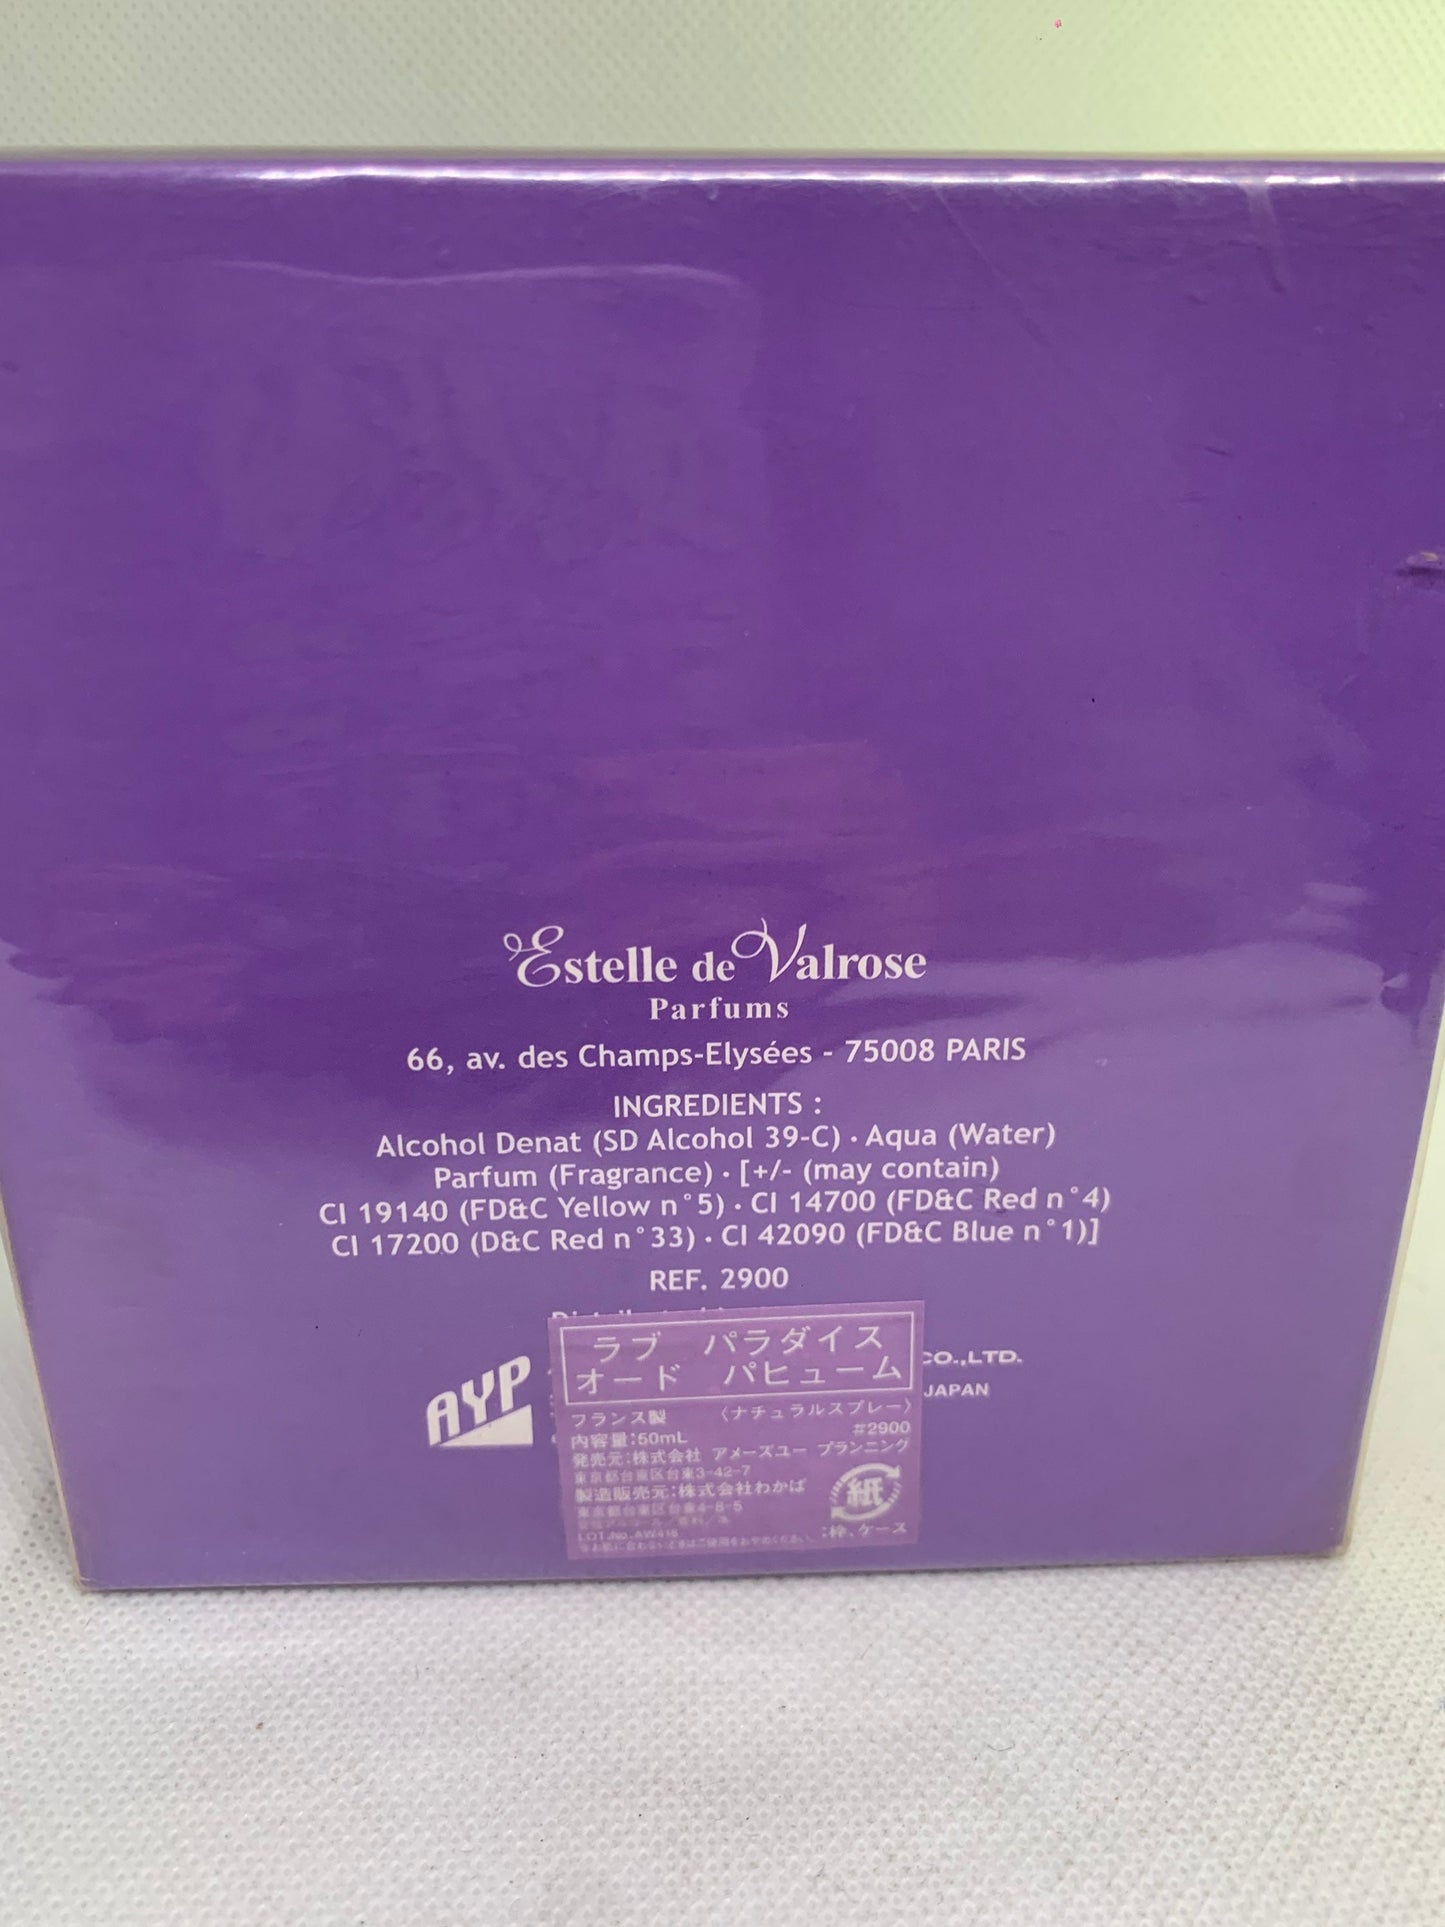 Estelle de Valrose
Parfums
66, av. des Champs-Elysées - 75008 PARIS
INGREDIENTS :
Alcohol Denat (SD Alcohol 39-C) · Aqua (Water)
Parfum (Fragrance) · [+/- (may contain)
CI 19140 (FD&C Yellow n°5) · CI 14700 (FD&C Red n°4)
CI 17200 (D&C Red n°33) · CI 42090 (FD&C Blue n°1)]
REF. 2900
AYP
CO.,LTD.
JAPAN
ラブ　パラダイス
オード　パヒューム
フランス製　〈ナチュラルスプレー〉
内容量:50mL　#2900
発売元:株式会社 アメーズユー プランニング
東京都台東区台東3-42-7
製造販売元:株式会社わかば
東京都台東区台東4-8-5
LOT.No.AW418
紙
:枠、ケース